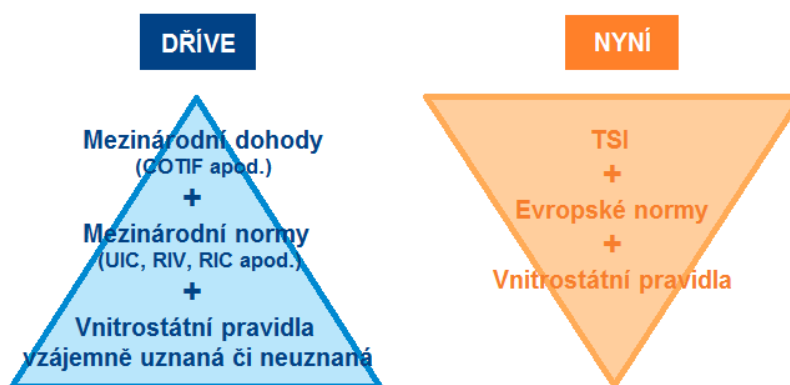 DŘÍVE
Mezinárodní dohody
(COTIF apod.)
+
Mezinárodní normy
(UIC, RIV, RIC apod.)
+
Vnitrostátní pravidla
vzájemně uznaná či neuznaná
NYNÍ
TSI
+
Evropské normy
+
Vnitrostátní pravidla